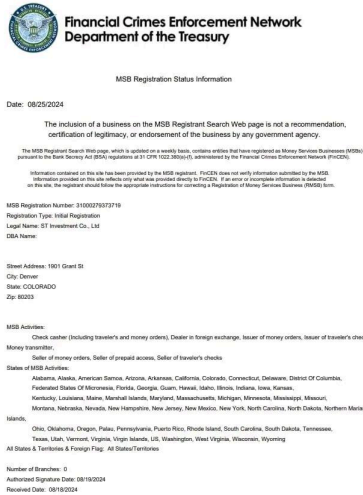 Financial Crimes Enforcement Network
Department of the Treasury
MSB Registration Status Information
Date: 08/25/2024
The inclusion of a business on the MSB Registrant Search Web page is not a recommendation,
certification of legitimacy, or endorsement of the business by any government agency.
The MSB Registrant Search Web page, which is updated on a weekly basis, contains entities that have registered as Money Services Businesses (MSBs)
pursuant to the Bank Secrecy Act (BSA) regulations at 31 CFR 1022.380(a)-(f), administered by the Financial Crimes Enforcement Network (FinCEN).
Information contained on this site has been provided by the MSB registrant. FinCEN does not verify information submitted by the MSB.
Information provided on this site reflects only what was provided directly to FinCEN. If an error or incomplete information is detected
on this site, the registrant should follow the appropriate instructions for correcting a Registration of Money Services Business (RMSB) form.
MSB Registration Number: 31000279373719
Registration Type: Initial Registration
Legal Name: ST Investment Co., Ltd
DBA Name:
Street Address: 1901 Grant St
City: Denver
State: COLORADO
Zip: 80203
MSB Activities:
Check casher (Including traveler's and money orders), Dealer in foreign exchange, Issuer of money orders, Issuer of traveler's chec
Money transmitter,
Seller of money orders, Seller of prepaid access, Seller of traveler's checks
States of MSB Activities:
Alabama, Alaska, American Samoa, Arizona, Arkansas, California, Colorado, Connecticut, Delaware, District Of Columbia,
Federated States Of Micronesia, Florida, Georgia, Guam, Hawaii, Idaho, Illinois, Indiana, Iowa, Kansas,
Kentucky, Louisiana, Maine, Marshall Islands, Maryland, Massachusetts, Michigan, Minnesota, Mississippi, Missouri,
Montana, Nebraska, Nevada, New Hampshire, New Jersey, New Mexico, New York, North Carolina, North Dakota, Northern Maria
Islands,
Ohio, Oklahoma, Oregon, Palau, Pennsylvania, Puerto Rico, Rhode Island, South Carolina, South Dakota, Tennessee,
Texas, Utah, Vermont, Virginia, Virgin Islands, US, Washington, West Virginia, Wisconsin, Wyoming
All States & Territories & Foreign Flag: All States/Territories
Number of Branches: 0
Authorized Signature Date: 08/19/2024
Received Date: 08/18/2024